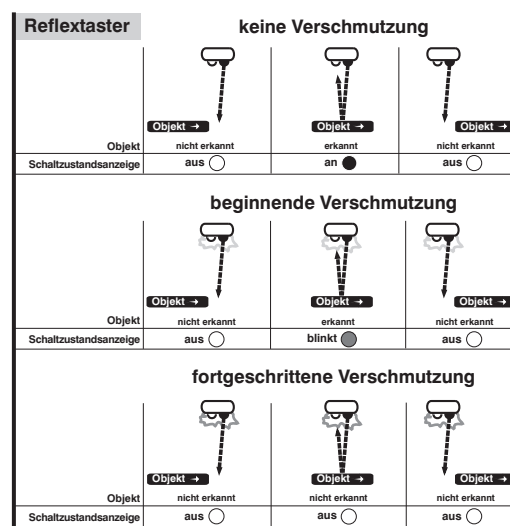 Reflextaster
keine Verschmutzung
Objekt → Objekt → Objekt →
Objekt nicht erkannt erkannt nicht erkannt
Schaltzustandsanzeige aus an aus
beginnende Verschmutzung
Objekt → Objekt → Objekt →
Objekt nicht erkannt erkannt nicht erkannt
Schaltzustandsanzeige aus blinkt aus
fortgeschrittene Verschmutzung
Objekt → Objekt → Objekt →
Objekt nicht erkannt nicht erkannt nicht erkannt
Schaltzustandsanzeige aus aus aus